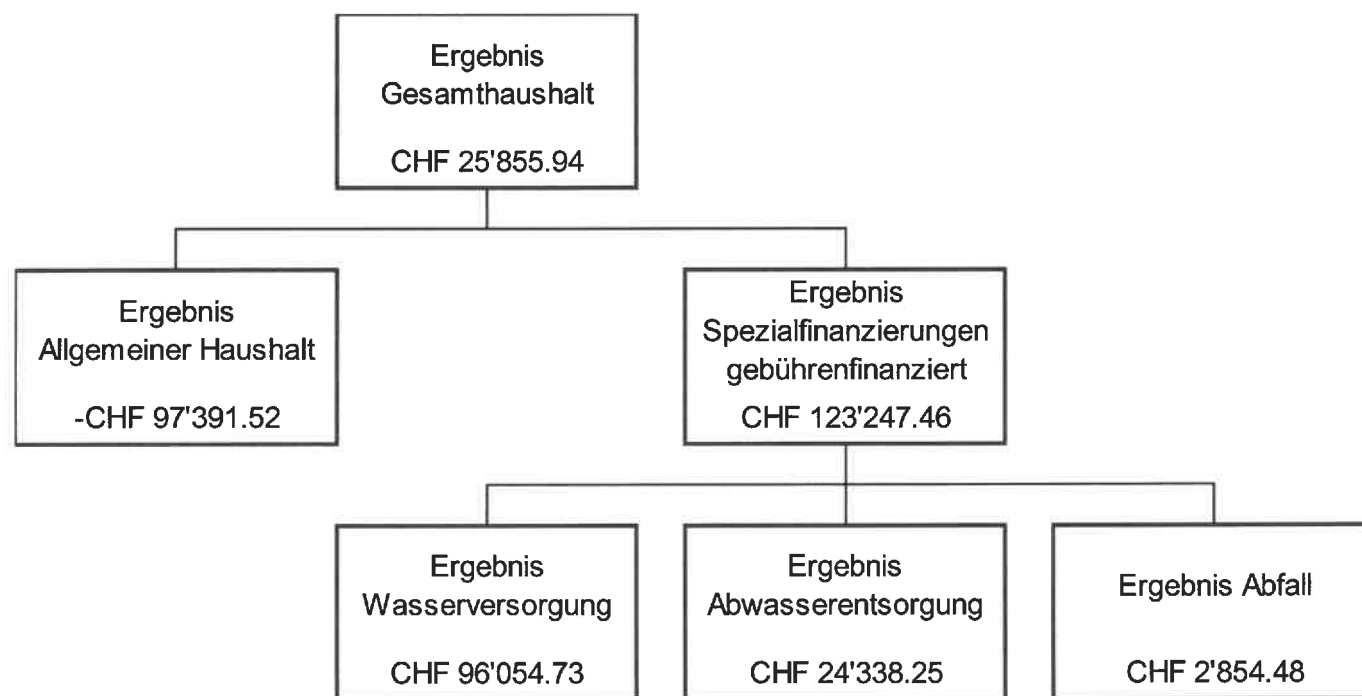 Ergebnis
Gesamthaushalt
CHF 25'855.94
Ergebnis
Allgemeiner Haushalt
-CHF 97'391.52
Ergebnis
Spezialfinanzierungen
gebührenfinanziert
CHF 123'247.46
Ergebnis
Wasserversorgung
CHF 96'054.73
Ergebnis
Abwasserentsorgung
CHF 24'338.25
Ergebnis Abfall
CHF 2'854.48